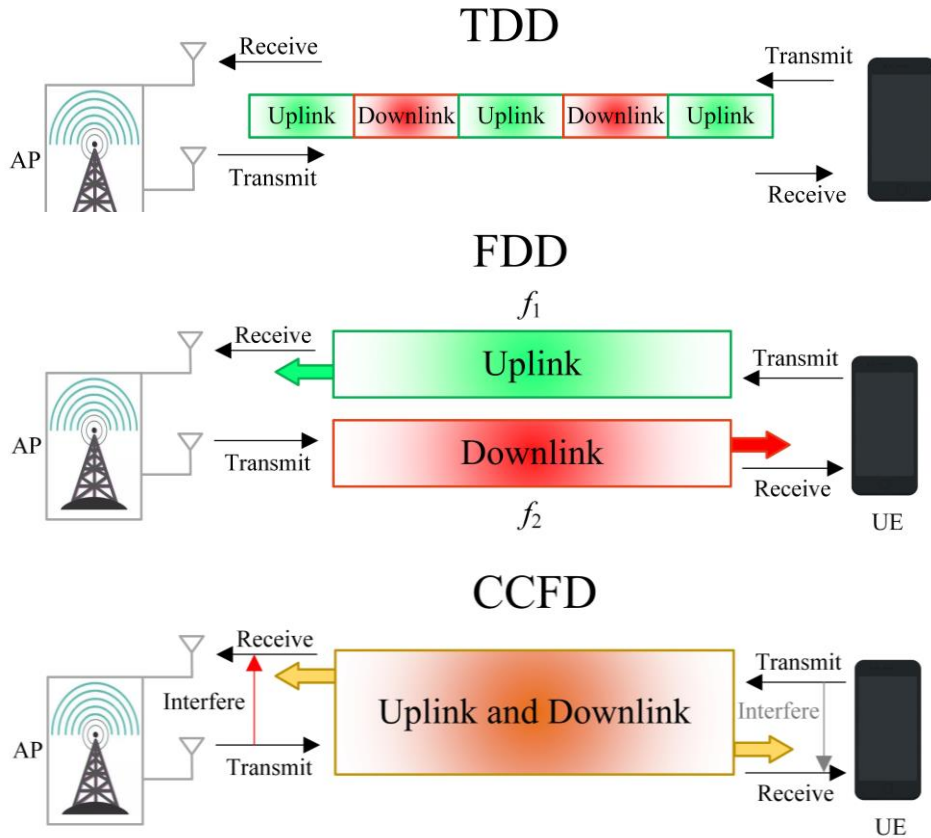 TDD
Receive
Transmit
Uplink Downlink Uplink Downlink Uplink
AP
Transmit
Receive
FDD
f1
Receive
Uplink
Transmit
AP
Downlink
Transmit
Receive
f2
UE
CCFD
Receive
Transmit
Interfere
Uplink and Downlink
Interfere
AP
Transmit
Receive
UE